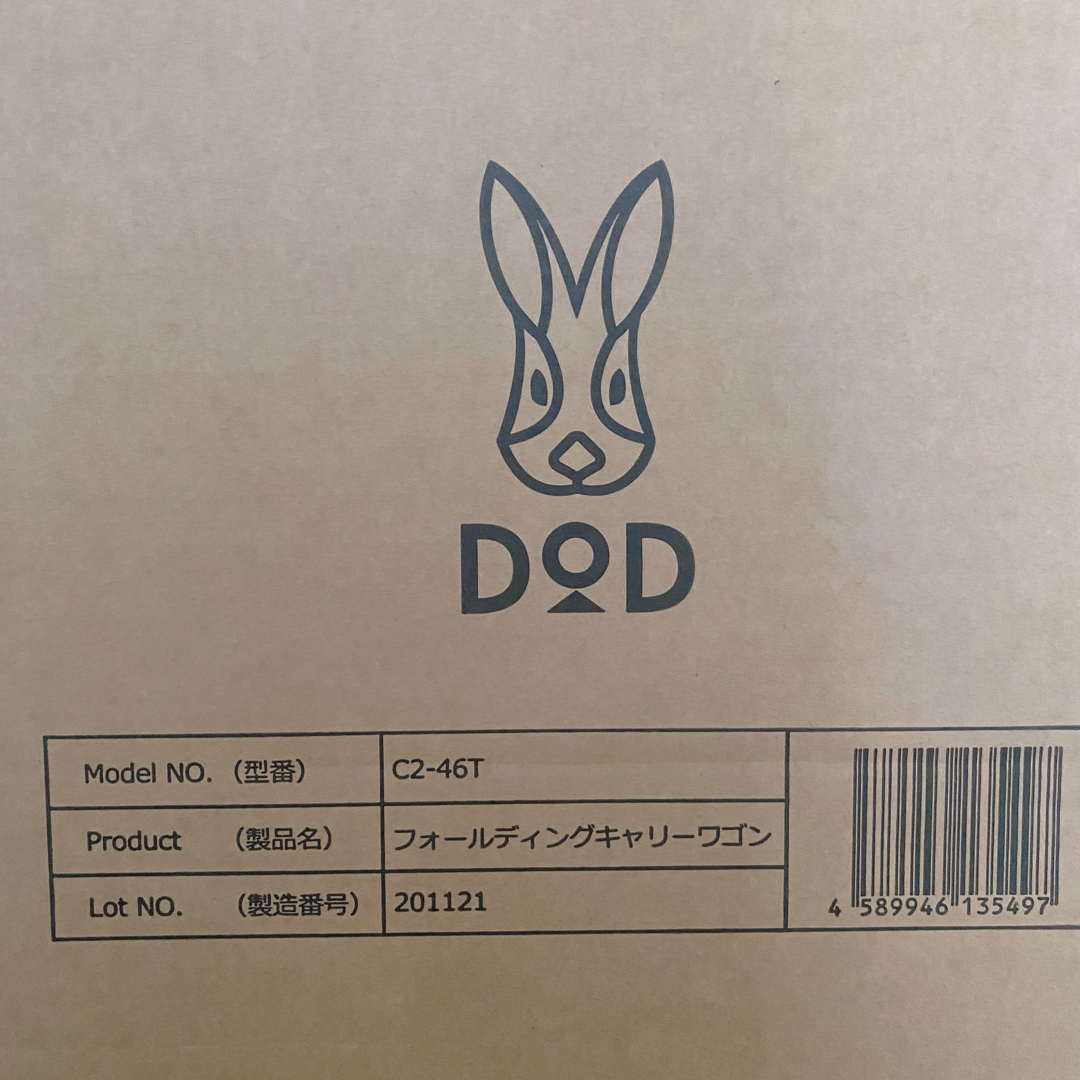 DOD
Model NO. （型番） C2-46T
Product （製品名） フォールディングキャリーワゴン
Lot NO. （製造番号） 201121
4 589946 135497